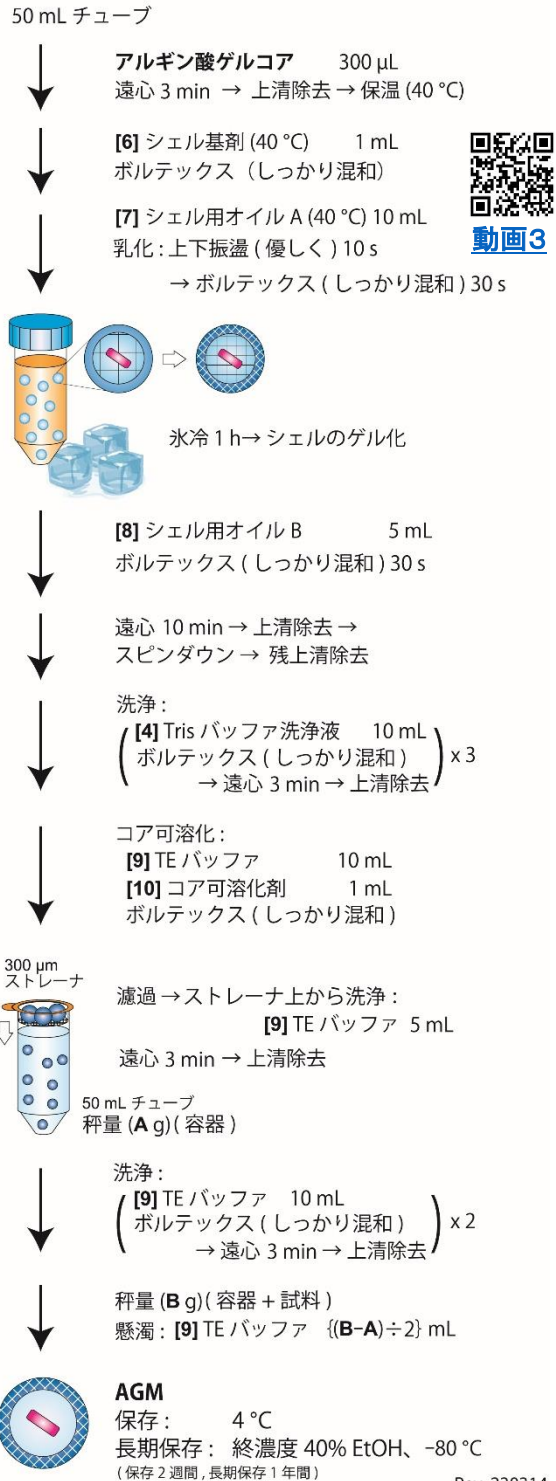 50 mL チューブ
アルギン酸ゲルコア 300 µL
遠心 3 min → 上清除去 → 保温 (40 °C)
[6] シェル基剤 (40 °C) 1 mL
ボルテックス（しっかり混和）
[7] シェル用オイル A (40 °C) 10 mL
乳化 : 上下振盪 ( 優しく ) 10 s
→ ボルテックス ( しっかり混和 ) 30 s
動画3
氷冷 1 h→ シェルのゲル化
[8] シェル用オイル B 5 mL
ボルテックス ( しっかり混和 ) 30 s
遠心 10 min → 上清除去 →
スピンダウン → 残上清除去
洗浄 :
( [4] Tris バッファ洗浄液 10 mL
ボルテックス ( しっかり混和 )
→ 遠心 3 min → 上清除去 ) x 3
コア可溶化 :
[9] TE バッファ 10 mL
[10] コア可溶化剤 1 mL
ボルテックス ( しっかり混和 )
300 µm
ストレーナ
濾過 → ストレーナ上から洗浄 :
[9] TE バッファ 5 mL
遠心 3 min → 上清除去
50 mL チューブ
秤量 (A g) ( 容器 )
洗浄 :
( [9] TE バッファ 10 mL
ボルテックス ( しっかり混和 )
→ 遠心 3 min → 上清除去 ) x 2
秤量 (B g) ( 容器 + 試料 )
懸濁 : [9] TE バッファ {(B−A)÷2} mL
AGM
保存 : 4 °C
長期保存 : 終濃度 40% EtOH、−80 °C
( 保存 2 週間 , 長期保存 1 年間 )